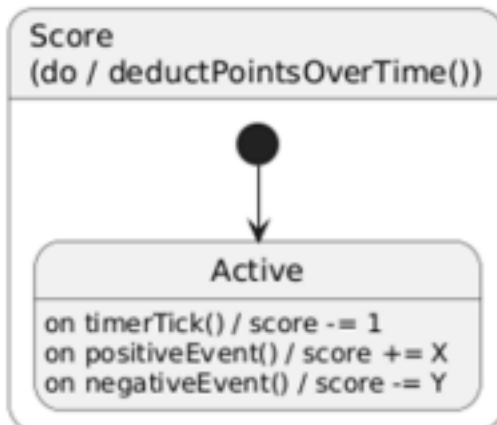 Score
(do / deductPointsOverTime())
Active
on timerTick() / score -= 1
on positiveEvent() / score += X
on negativeEvent() / score -= Y